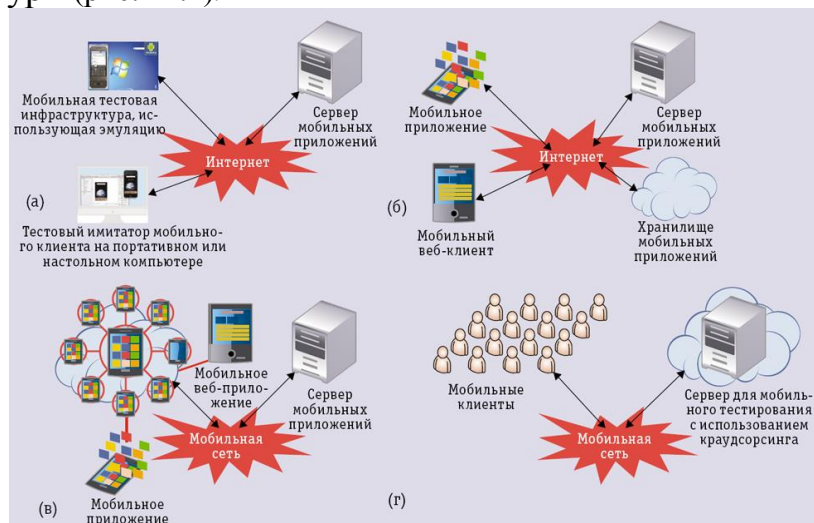 Мобильная тестовая
инфраструктура, ис-
пользующая эмуляцию
Сервер
мобильных
приложений
Интернет
(а)
Тестовый имитатор мобильно-
го клиента на портативном или
настольном компьютере
Мобильное
приложение
Сервер
мобильных
приложений
Интернет
(б)
Мобильный
веб-клиент
Хранилище
мобильных
приложений
Мобильное
веб-прило-
жение
Сервер
мобильных
приложений
Мобильная
сеть
(в)
Мобильное
приложение
Мобильные
клиенты
Сервер для мобиль-
ного тестирования
с использованием
краудсорсинга
Мобильная
сеть
(г)